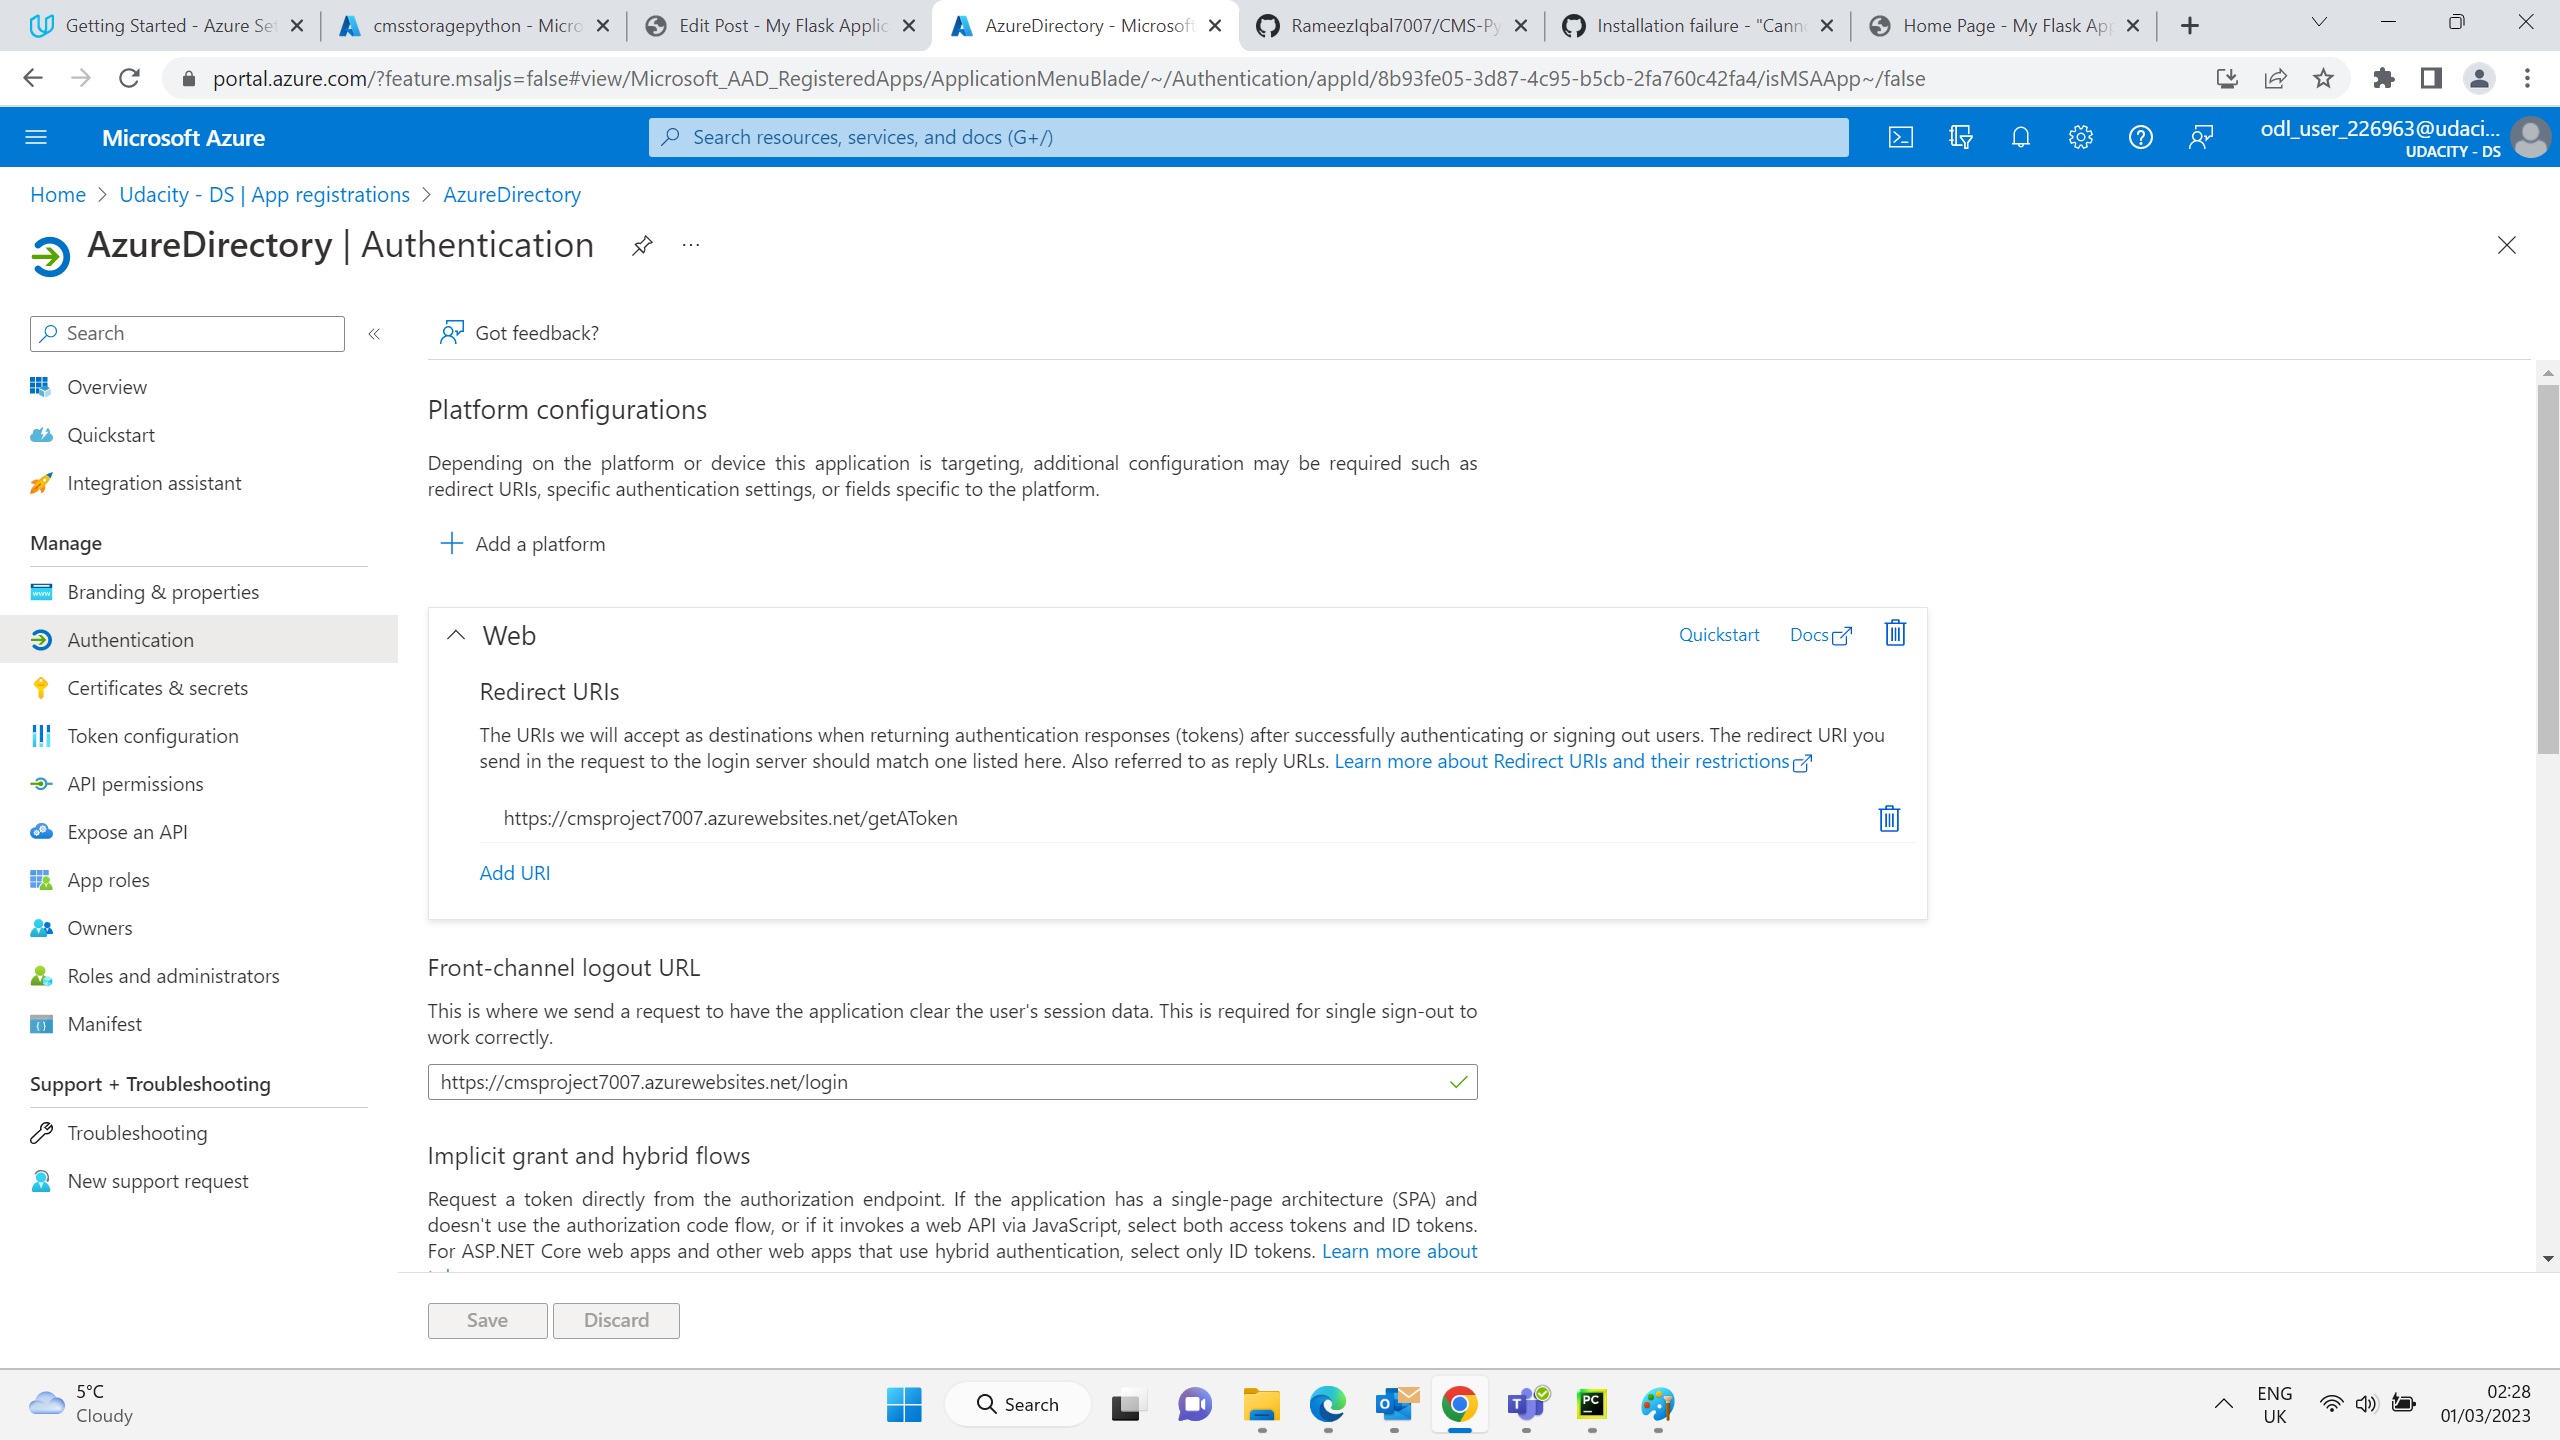 Getting Started - Azure Set
cmsstoragepython - Micro
Edit Post - My Flask Applic
AzureDirectory - Microsoft
RameezIqbal7007/CMS-Py
Installation failure - "Canno
Home Page - My Flask App
portal.azure.com/?feature.msaljs=false#view/Microsoft_AAD_RegisteredApps/ApplicationMenuBlade/~/Authentication/appId/8b93fe05-3d87-4c95-b5cb-2fa760c42fa4/isMSAApp~/false
Microsoft Azure
Search resources, services, and docs (G+/)
odl_user_226963@udaci...
UDACITY - DS
Home > Udacity - DS | App registrations > AzureDirectory
AzureDirectory | Authentication
Search
Got feedback?
Overview
Quickstart
Integration assistant
Manage
Branding & properties
Authentication
Certificates & secrets
Token configuration
API permissions
Expose an API
App roles
Owners
Roles and administrators
Manifest
Support + Troubleshooting
Troubleshooting
New support request
Platform configurations
Depending on the platform or device this application is targeting, additional configuration may be required such as
redirect URIs, specific authentication settings, or fields specific to the platform.
Add a platform
Web
Quickstart
Docs
Redirect URIs
The URIs we will accept as destinations when returning authentication responses (tokens) after successfully authenticating or signing out users. The redirect URI you
send in the request to the login server should match one listed here. Also referred to as reply URLs. Learn more about Redirect URIs and their restrictions
https://cmsproject7007.azurewebsites.net/getAToken
Add URI
Front-channel logout URL
This is where we send a request to have the application clear the user's session data. This is required for single sign-out to
work correctly.
https://cmsproject7007.azurewebsites.net/login
Implicit grant and hybrid flows
Request a token directly from the authorization endpoint. If the application has a single-page architecture (SPA) and
doesn't use the authorization code flow, or if it invokes a web API via JavaScript, select both access tokens and ID tokens.
For ASP.NET Core web apps and other web apps that use hybrid authentication, select only ID tokens. Learn more about
Save
Discard
5°C
Cloudy
Search
ENG
UK
02:28
01/03/2023